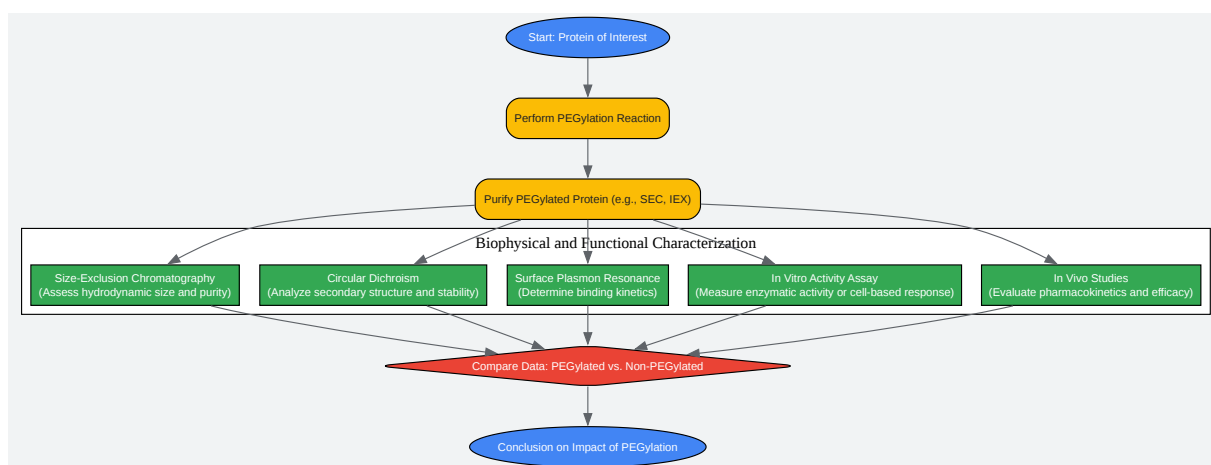 Start: Protein of Interest
Perform PEGylation Reaction
Purify PEGylated Protein (e.g., SEC, IEX)
Biophysical and Functional Characterization
Size-Exclusion Chromatography
(Assess hydrodynamic size and purity)
Circular Dichroism
(Analyze secondary structure and stability)
Surface Plasmon Resonance
(Determine binding kinetics)
In Vitro Activity Assay
(Measure enzymatic activity or cell-based response)
In Vivo Studies
(Evaluate pharmacokinetics and efficacy)
Compare Data: PEGylated vs. Non-PEGylated
Conclusion on Impact of PEGylation